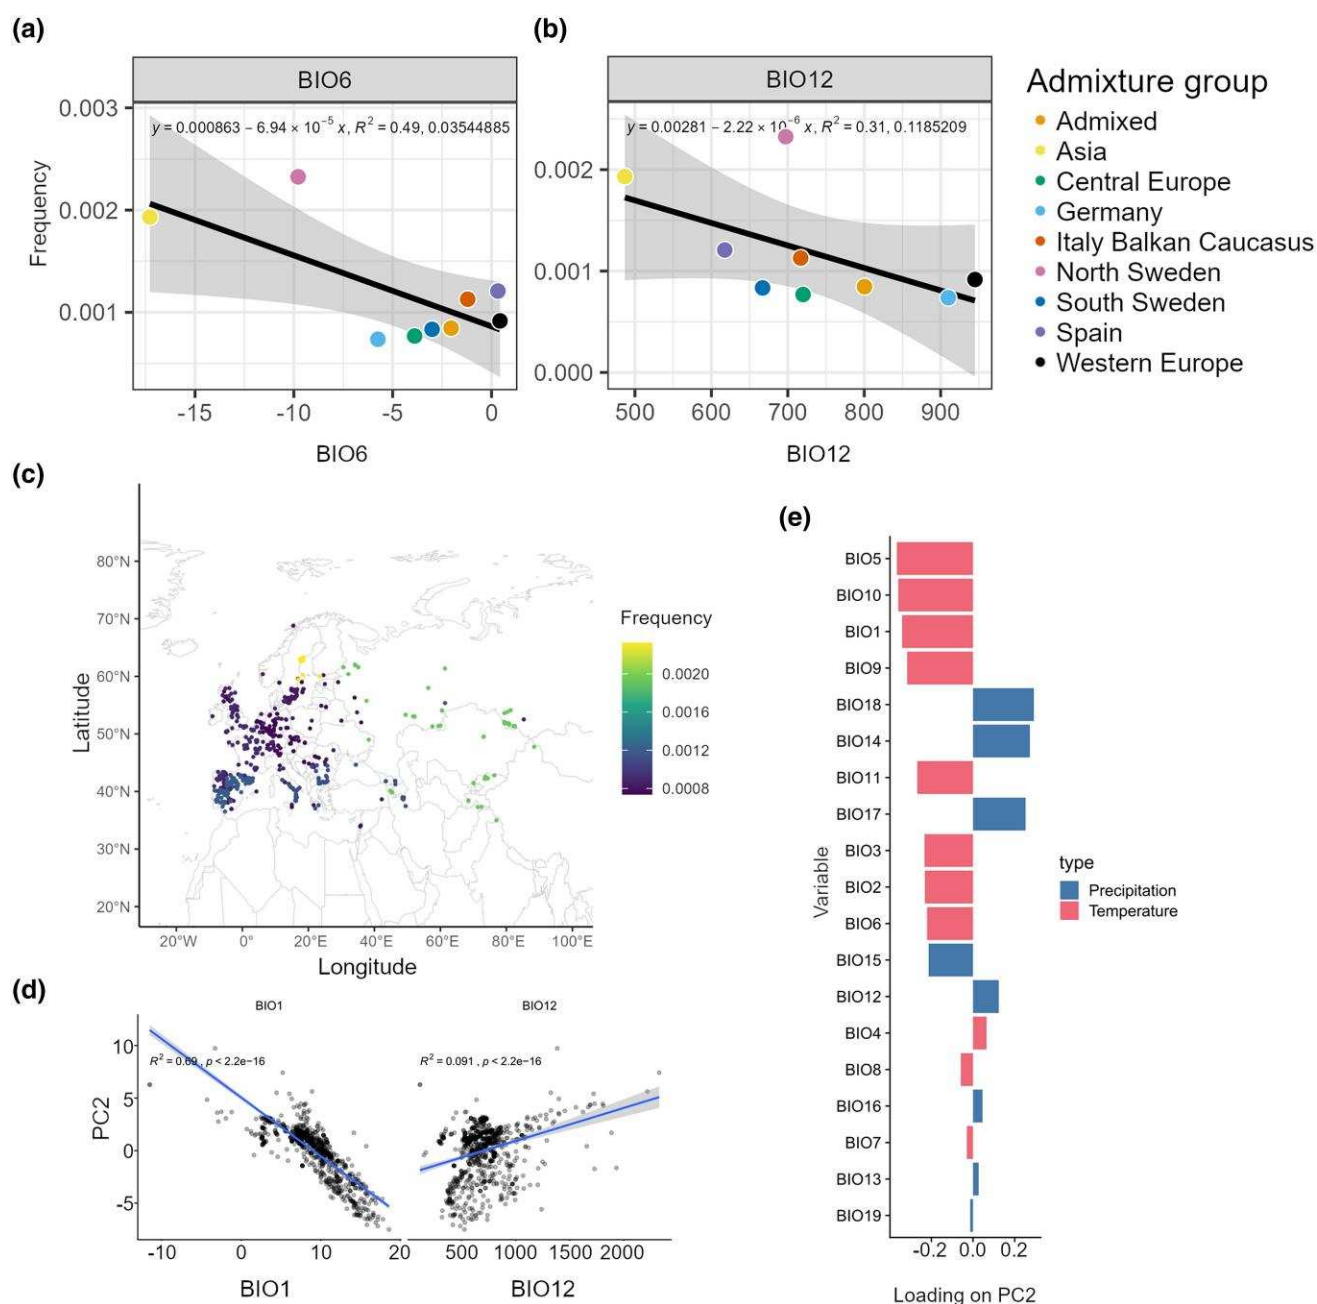 (a)
BIO6
y = 0.000863 − 6.94 × 10⁻⁵ x, R² = 0.49, 0.03544885
Frequency
0.003
0.002
0.001
-15 -10 -5 0
BIO6
(b)
BIO12
y = 0.00281 − 2.22 × 10⁻⁶ x, R² = 0.31, 0.1185209
0.002
0.001
0.000
500 600 700 800 900
BIO12
Admixture group
Admixed
Asia
Central Europe
Germany
Italy Balkan Caucasus
North Sweden
South Sweden
Spain
Western Europe
(c)
Latitude
80°N
70°N
60°N
50°N
40°N
30°N
20°N
20°W 0° 20°E 40°E 60°E 80°E 100°E
Longitude
Frequency
0.0020
0.0016
0.0012
0.0008
(d)
BIO1
R² = 0.69 , p < 2.2e−16
PC2
10
5
0
-5
-10 0 10 20
BIO1
BIO12
R² = 0.091 , p < 2.2e−16
500 1000 1500 2000
BIO12
(e)
Variable
BIO5
BIO10
BIO1
BIO9
BIO18
BIO14
BIO11
BIO17
BIO3
BIO2
BIO6
BIO15
BIO12
BIO4
BIO8
BIO16
BIO7
BIO13
BIO19
-0.2 0.0 0.2
Loading on PC2
type
Precipitation
Temperature